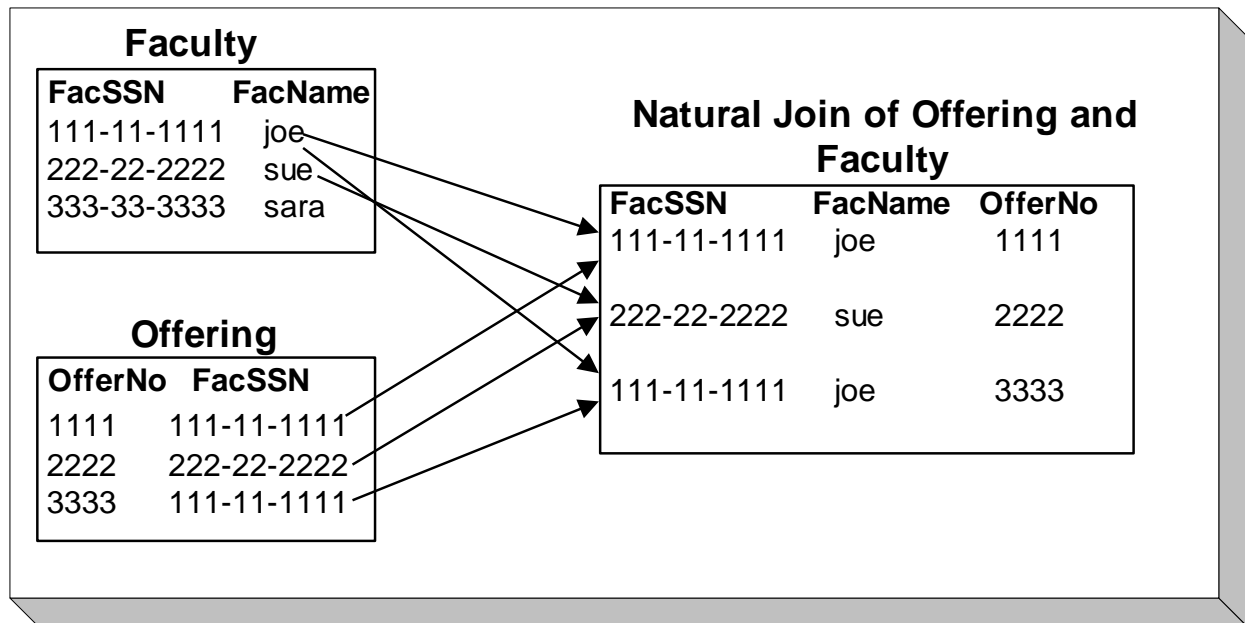 Faculty
FacSSN FacName
111-11-1111 joe
222-22-2222 sue
333-33-3333 sara
Offering
OfferNo FacSSN
1111 111-11-1111
2222 222-22-2222
3333 111-11-1111
Natural Join of Offering and
Faculty
FacSSN FacName OfferNo
111-11-1111 joe 1111
222-22-2222 sue 2222
111-11-1111 joe 3333